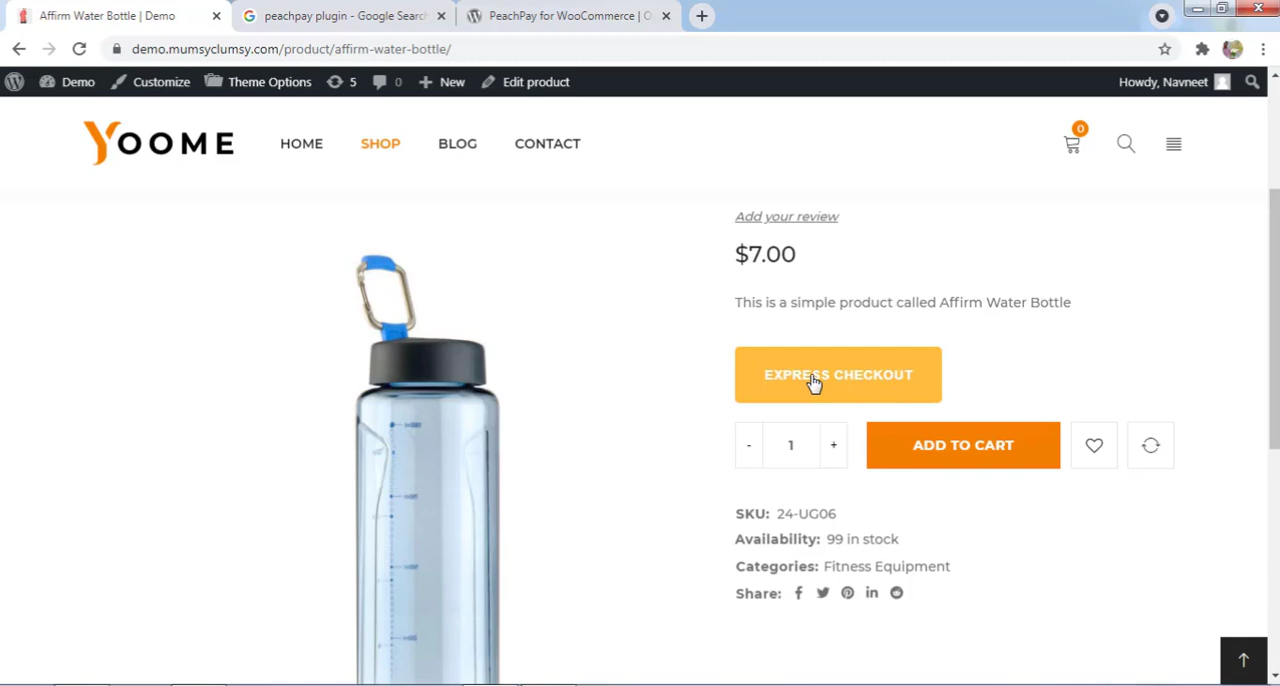 Affirm Water Bottle | Demo
peachpay plugin - Google Search
PeachPay for WooCommerce | O
demo.mumsyclumsy.com/product/affirm-water-bottle/
Demo Customize Theme Options 5 0 New Edit product Howdy, Navneet
YOOME HOME SHOP BLOG CONTACT 0
Add your review
$7.00
This is a simple product called Affirm Water Bottle
EXPRESS CHECKOUT
- 1 + ADD TO CART
SKU: 24-UG06
Availability: 99 in stock
Categories: Fitness Equipment
Share: